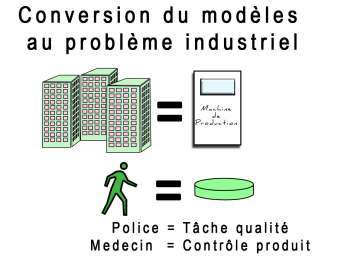 Conversion du modèles
au problème industriel
Machine
de
Production
Police = Tâche qualité
Medecin = Contrôle produit